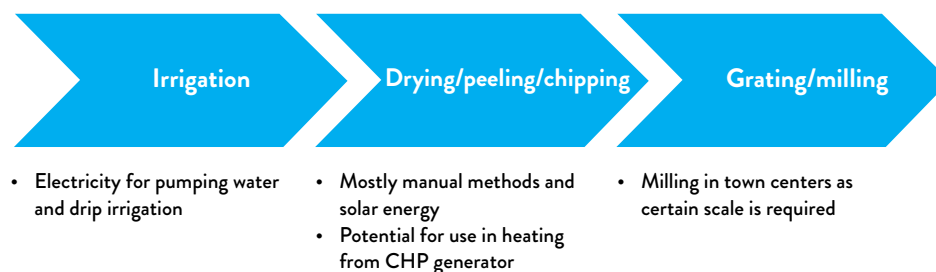 Irrigation
Drying/peeling/chipping
Grating/milling
• Electricity for pumping water
and drip irrigation
• Mostly manual methods and
solar energy
• Potential for use in heating
from CHP generator
• Milling in town centers as
certain scale is required